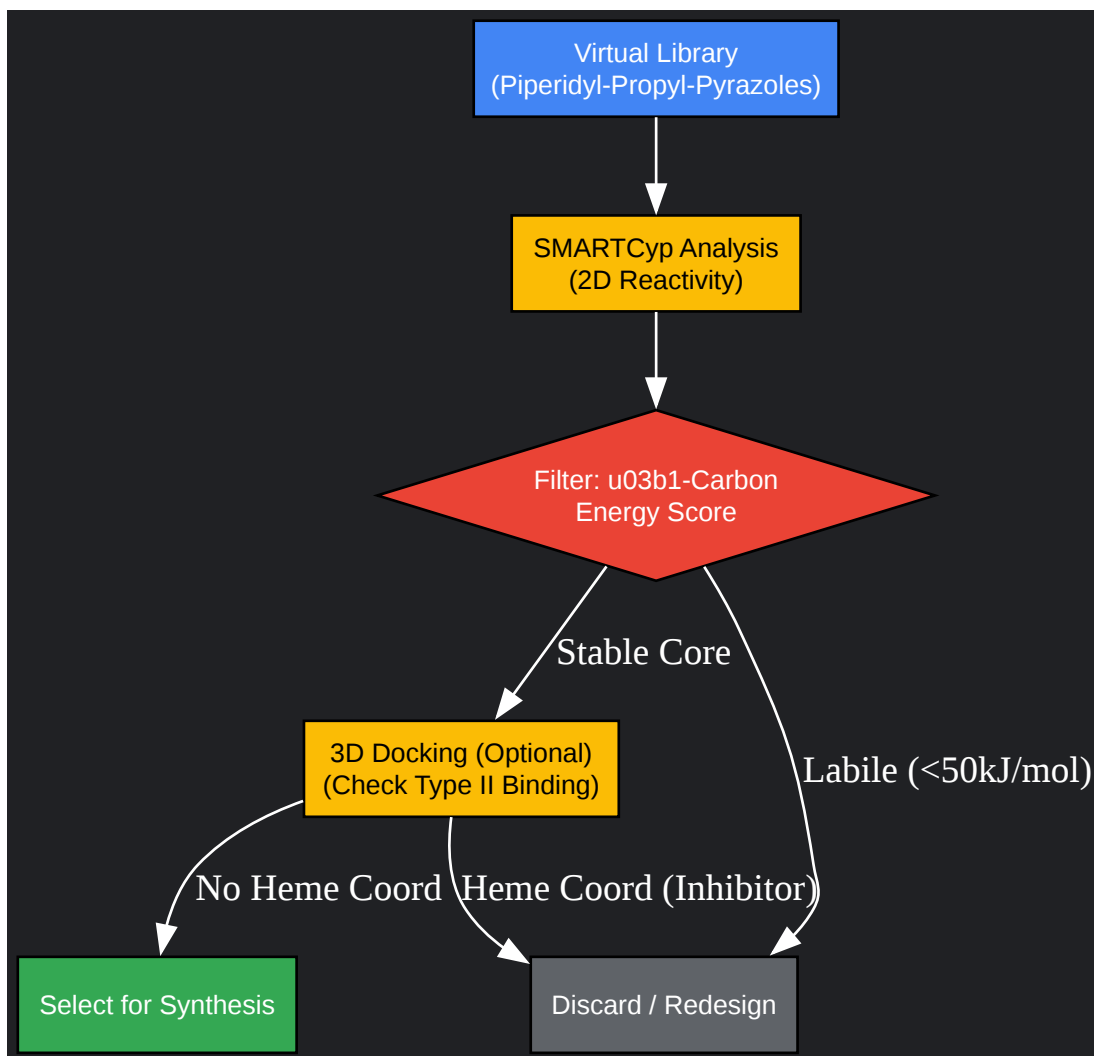 Virtual Library
(Piperidyl-Propyl-Pyrazoles)
SMARTCyp Analysis
(2D Reactivity)
Filter: u03b1-Carbon
Energy Score
Stable Core
3D Docking (Optional)
(Check Type II Binding)
Labile (<50kJ/mol)
No Heme Coord
Heme Coord (Inhibitor)
Select for Synthesis
Discard / Redesign